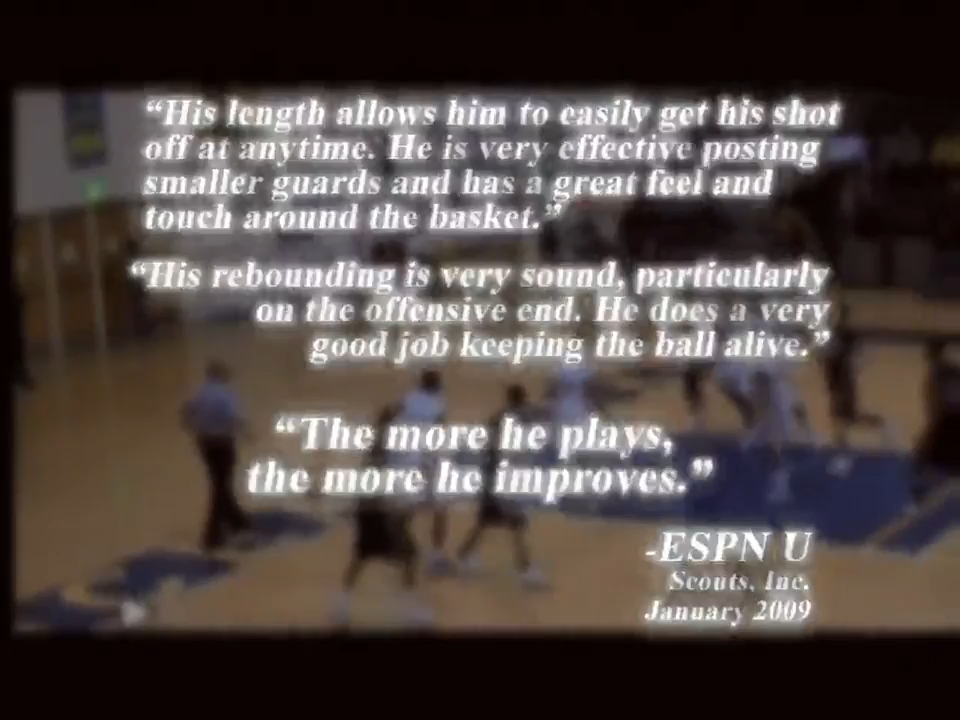 “His length allows him to easily get his shot
off at anytime. He is very effective posting
smaller guards and has a great feel and
touch around the basket.”
“His rebounding is very sound, particularly
on the offensive end. He does a very
good job keeping the ball alive.”
“The more he plays,
the more he improves.”
-ESPN U
Scouts, Inc.
January 2009